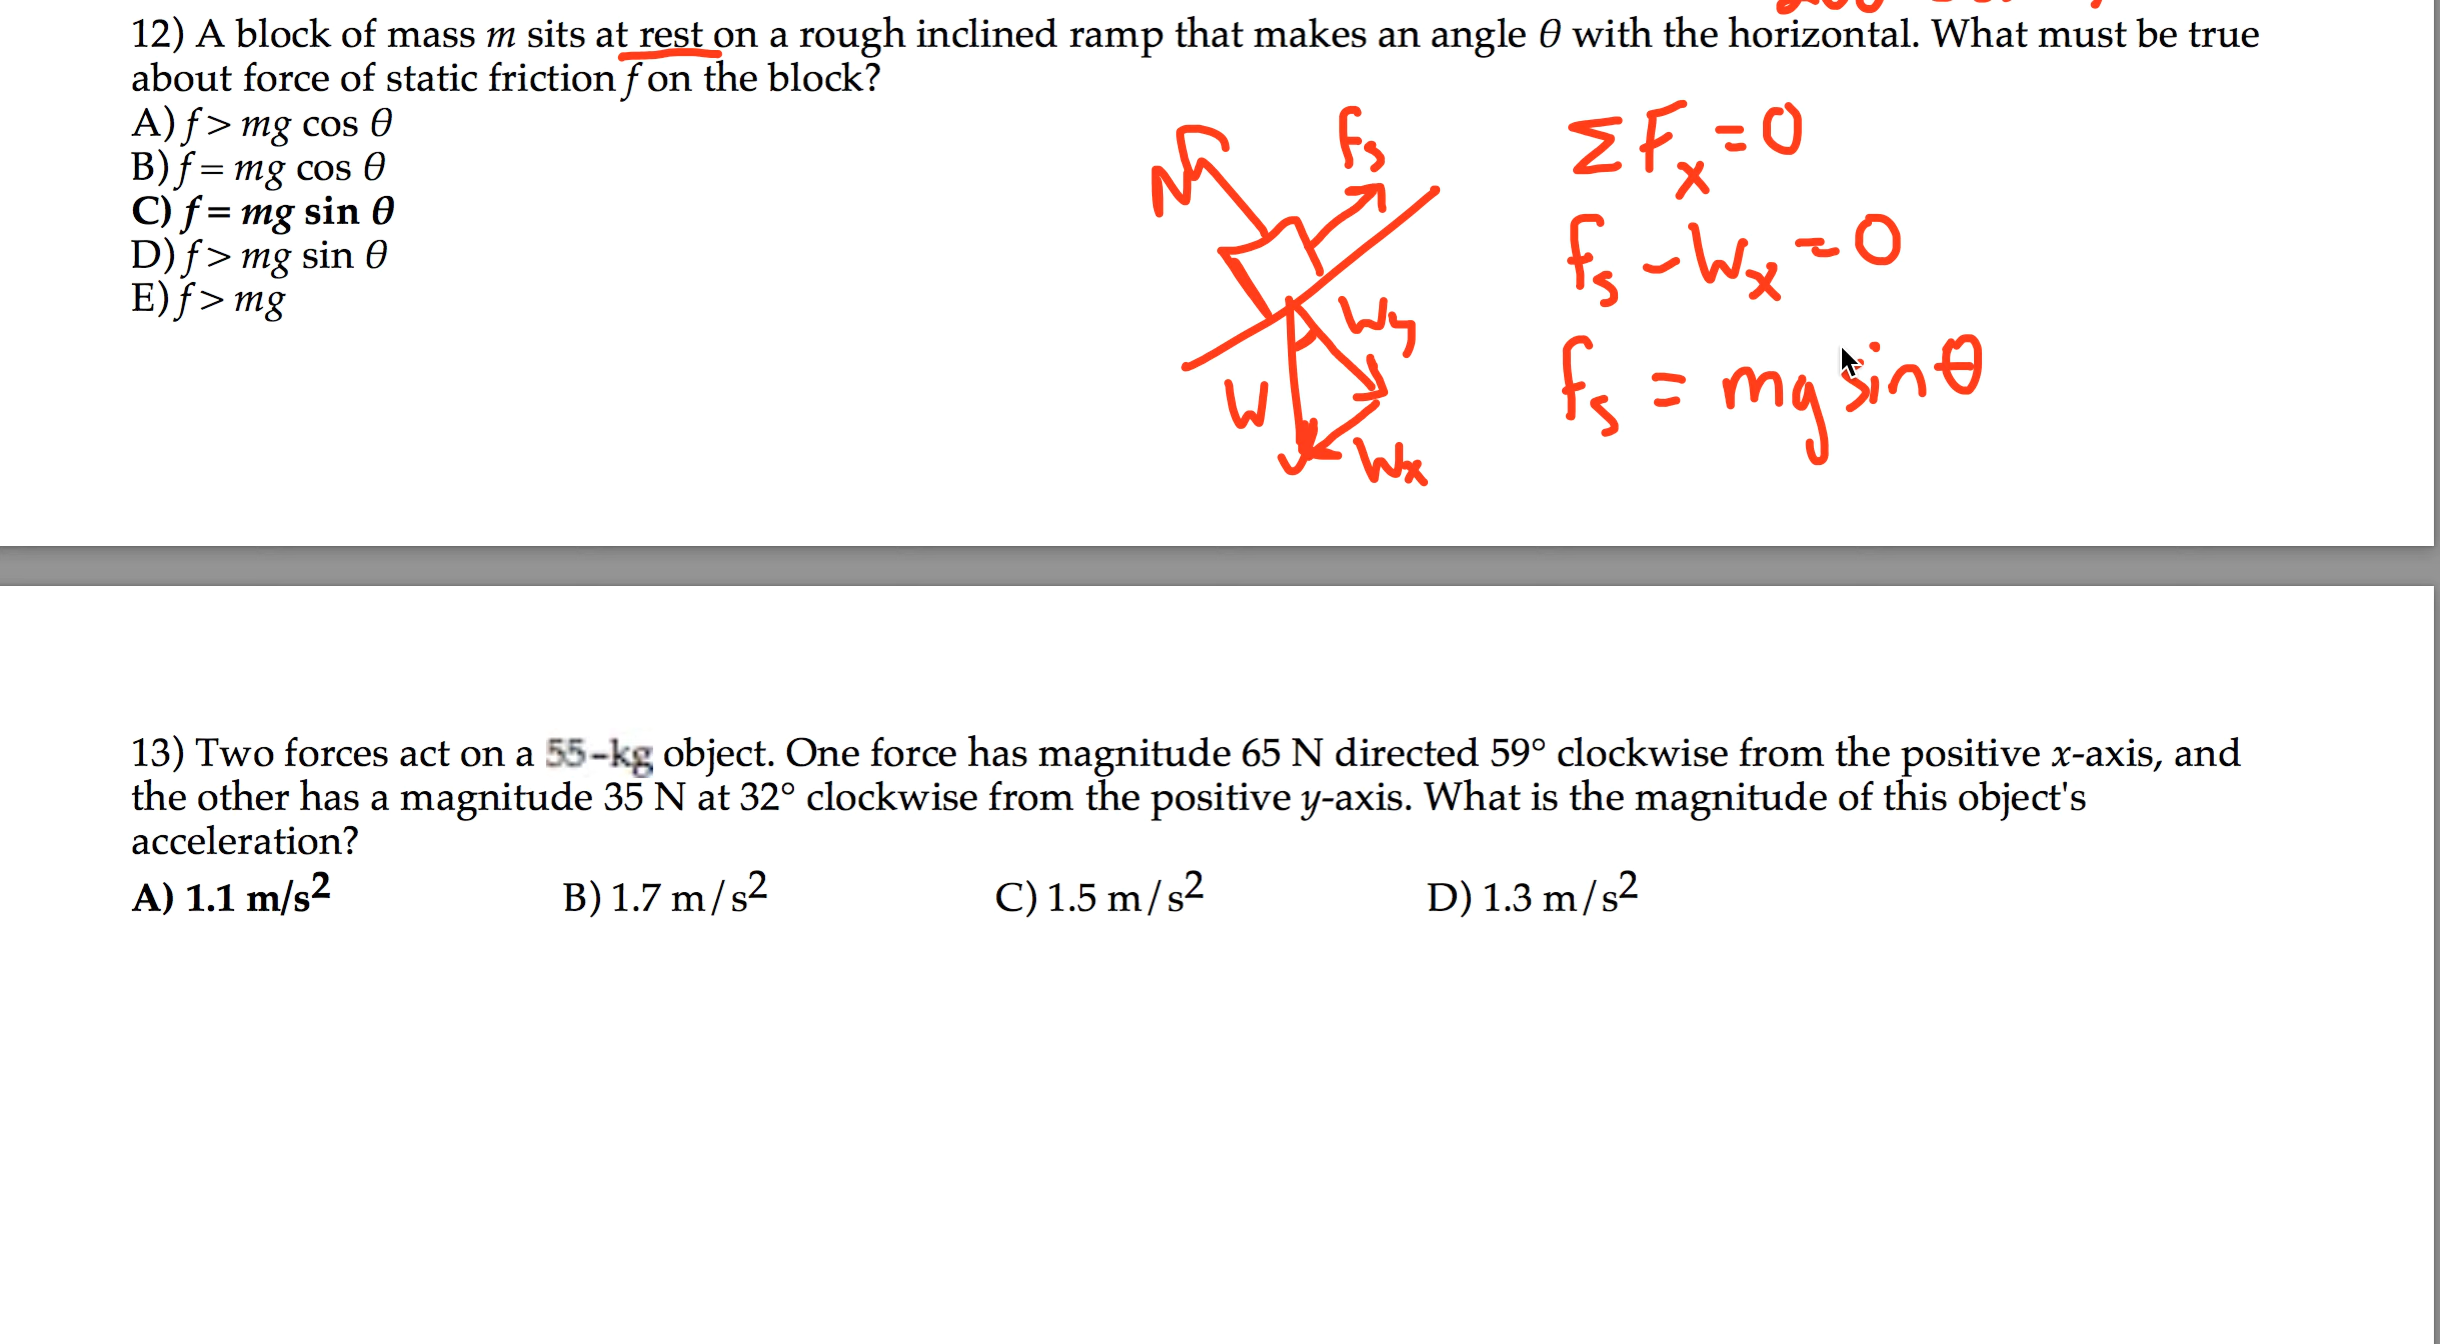 12) A block of mass m sits at rest on a rough inclined ramp that makes an angle θ with the horizontal. What must be true
about force of static friction f on the block?
A) f > mg cos θ
B) f = mg cos θ
C) f = mg sin θ
D) f > mg sin θ
E) f > mg
N
fs
Wy
W
Wx
ΣFx = 0
fs - Wx = 0
fs = mg sin θ
13) Two forces act on a 55-kg object. One force has magnitude 65 N directed 59° clockwise from the positive x-axis, and
the other has a magnitude 35 N at 32° clockwise from the positive y-axis. What is the magnitude of this object's
acceleration?
A) 1.1 m/s2 B) 1.7 m/s2 C) 1.5 m/s2 D) 1.3 m/s2